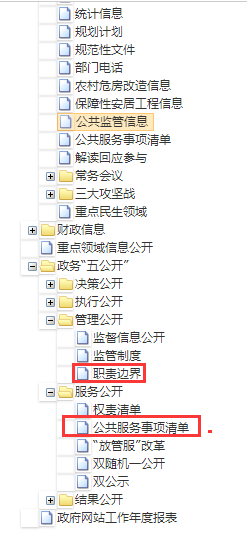 统计信息
规划计划
规范性文件
部门电话
农村危房改造信息
保障性安居工程信息
公共监管信息
公共服务事项清单
解读回应参与
常务会议
三大攻坚战
重点民生领域
财政信息
重点领域信息公开
政务“五公开”
决策公开
执行公开
管理公开
监督信息公开
监管制度
职责边界
服务公开
权责清单
公共服务事项清单
“放管服”改革
双随机一公开
双公示
结果公开
政府网站工作年度报表